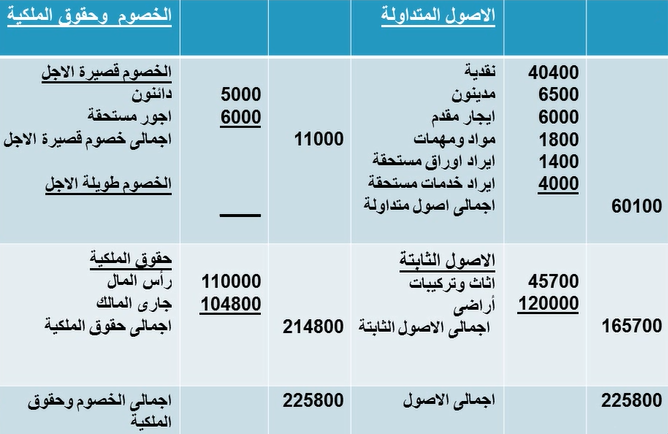 الاصول المتداولة
40400 نقدية
6500 مدينون
6000 ايجار مقدم
1800 مواد ومهمات
1400 ايراد اوراق مستحقة
4000 ايراد خدمات مستحقة
60100 اجمالى اصول متداولة
الاصول الثابتة
45700 اثاث وتركيبات
120000 أراضى
165700 اجمالى الاصول الثابتة
225800 اجمالى الاصول
الخصوم وحقوق الملكية
الخصوم قصيرة الاجل
5000 دائنون
6000 اجور مستحقة
11000 اجمالى خصوم قصيرة الاجل
الخصوم طويلة الاجل
حقوق الملكية
110000 رأس المال
104800 جارى المالك
214800 اجمالى حقوق الملكية
225800 اجمالى الخصوم وحقوق
الملكية